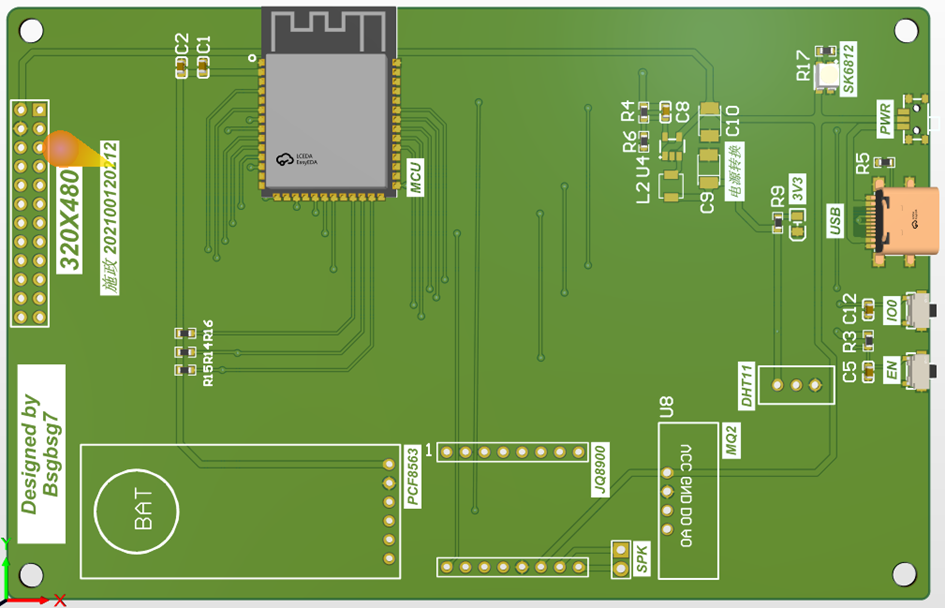 C2
C1
LCEDA
EasyEDA
MCU
R4
C8
C10
R6
U4
L2
C9
电源转换
R17
SK6812
PWR
R5
R9
3V3
USB
320X480
施政 202100120212
C12
IO0
R3
C5
EN
R16
R14
R15
DHT11
U8
MQ2
VCC GND DO AO
Designed by
Bsgbsg7
BAT
PCF8563
1
JQ8900
SPK
Y
X